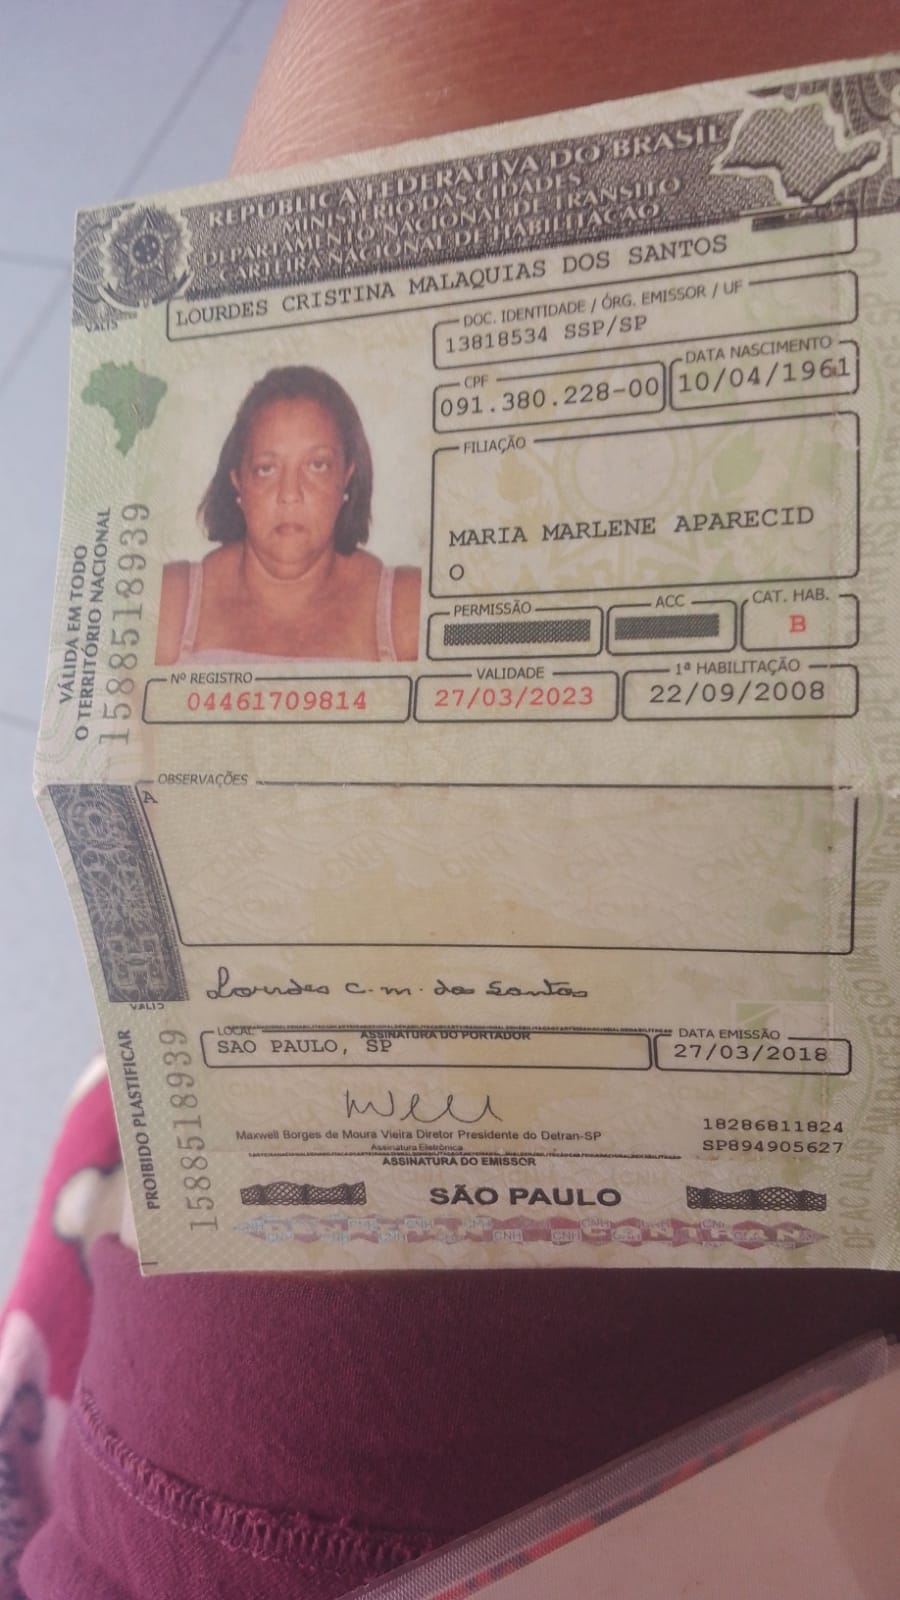 REPÚBLICA FEDERATIVA DO BRASIL
MINISTÉRIO DAS CIDADES
DEPARTAMENTO NACIONAL DE TRÂNSITO
CARTEIRA NACIONAL DE HABILITAÇÃO
LOURDES CRISTINA MALAQUIAS DOS SANTOS
DOC. IDENTIDADE / ÓRG. EMISSOR / UF
13818534 SSP/SP
CPF
091.380.228-00
DATA NASCIMENTO
10/04/1961
FILIAÇÃO
MARIA MARLENE APARECID
O
PERMISSÃO
ACC
CAT. HAB.
B
Nº REGISTRO
04461709814
VALIDADE
27/03/2023
1ª HABILITAÇÃO
22/09/2008
VÁLIDA EM TODO
O TERRITÓRIO NACIONAL
1588518939
OBSERVAÇÕES
A
Lourdes C. M. dos Santos
ASSINATURA DO PORTADOR
LOCAL
SAO PAULO, SP
DATA EMISSÃO
27/03/2018
Maxwell Borges de Moura Vieira Diretor Presidente do Detran-SP
Assinatura Eletrônica
ASSINATURA DO EMISSOR
18286811824
SP894905627
SÃO PAULO
PROIBIDO PLASTIFICAR
1588518939